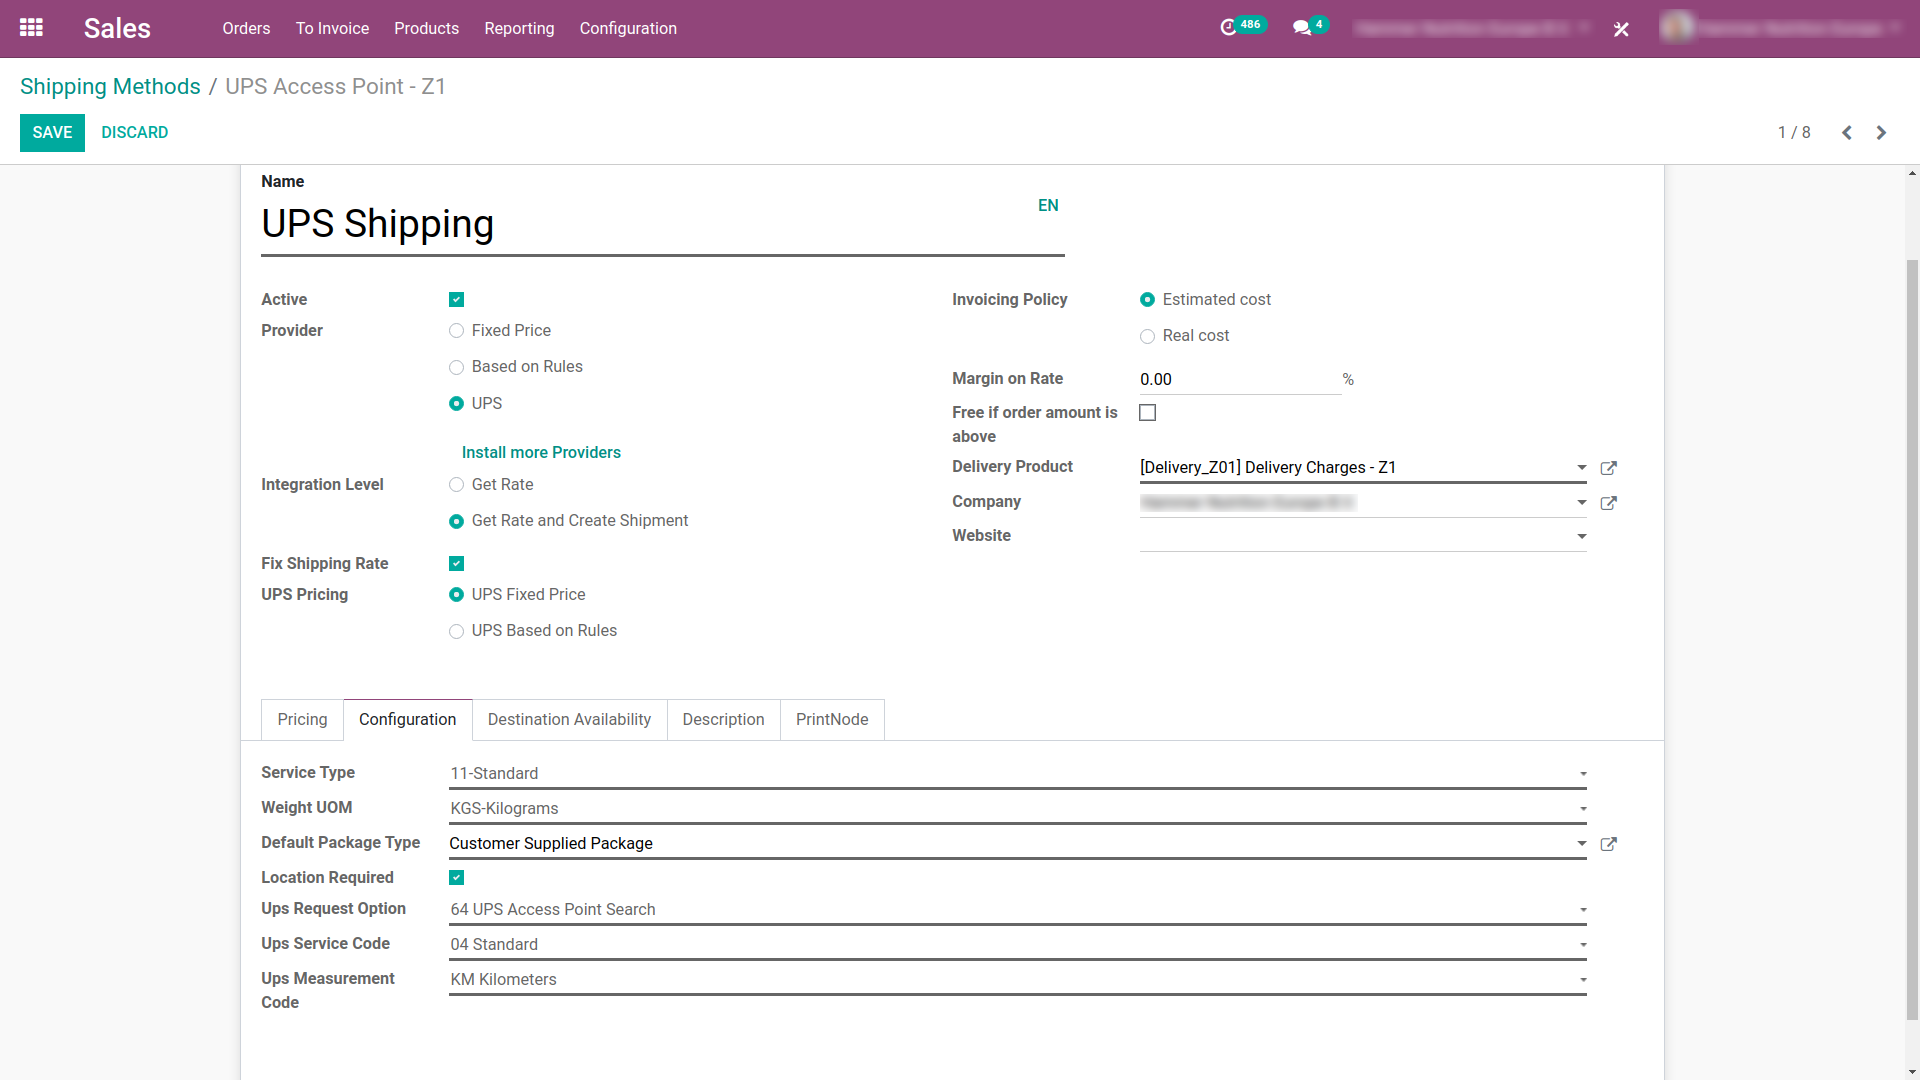 Sales
Orders To Invoice Products Reporting Configuration
486 4
Shipping Methods / UPS Access Point - Z1
SAVE DISCARD
1 / 8
Name
UPS Shipping
EN
Active
Provider
Fixed Price
Based on Rules
UPS
Install more Providers
Integration Level
Get Rate
Get Rate and Create Shipment
Fix Shipping Rate
UPS Pricing
UPS Fixed Price
UPS Based on Rules
Invoicing Policy
Estimated cost
Real cost
Margin on Rate
0.00 %
Free if order amount is
above
Delivery Product
[Delivery_Z01] Delivery Charges - Z1
Company
Website
Pricing Configuration Destination Availability Description PrintNode
Service Type
11-Standard
Weight UOM
KGS-Kilograms
Default Package Type
Customer Supplied Package
Location Required
Ups Request Option
64 UPS Access Point Search
Ups Service Code
04 Standard
Ups Measurement
Code
KM Kilometers